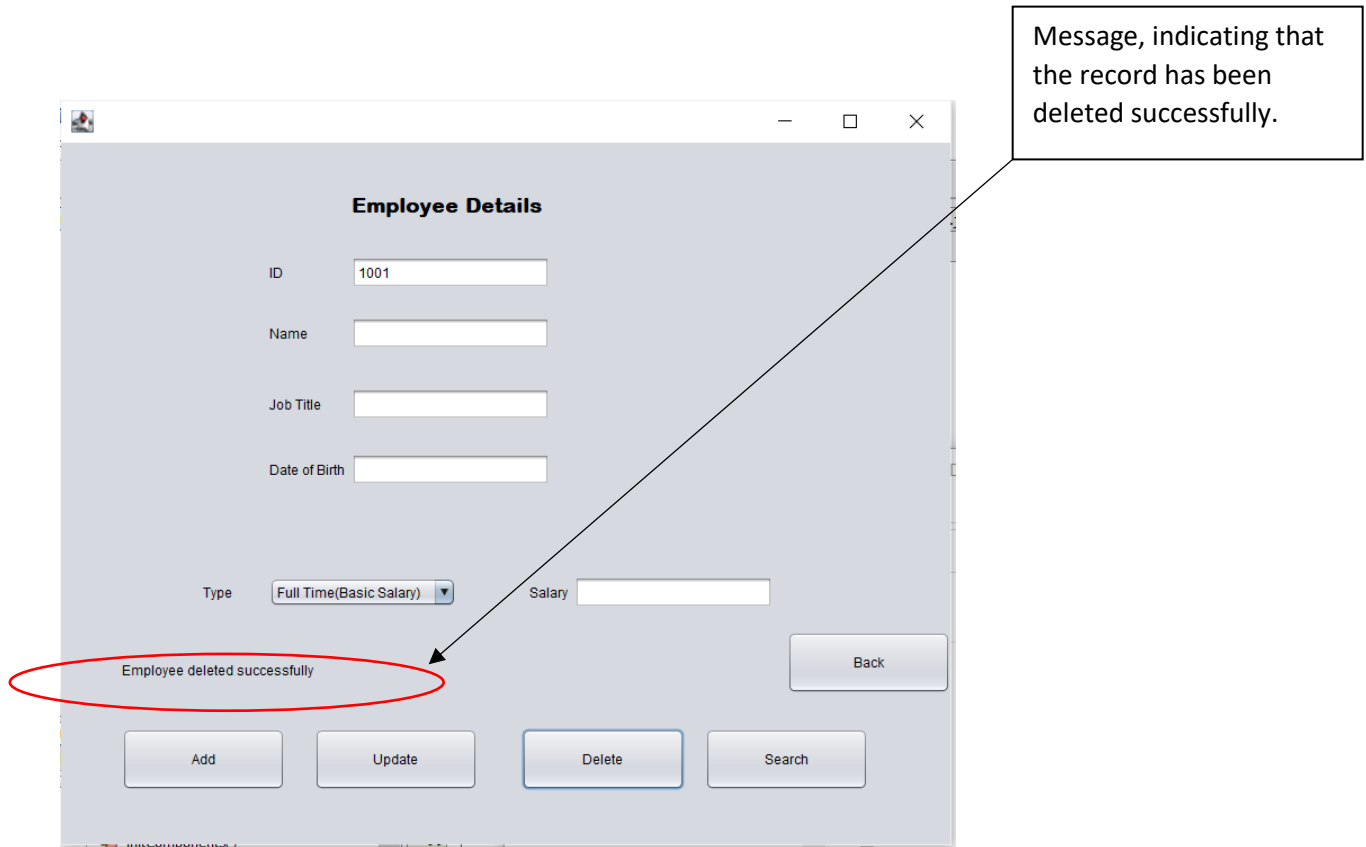 Message, indicating that
the record has been
deleted successfully.
Employee Details
ID 1001
Name
Job Title
Date of Birth
Type Full Time(Basic Salary) Salary
Back
Employee deleted successfully
Add Update Delete Search